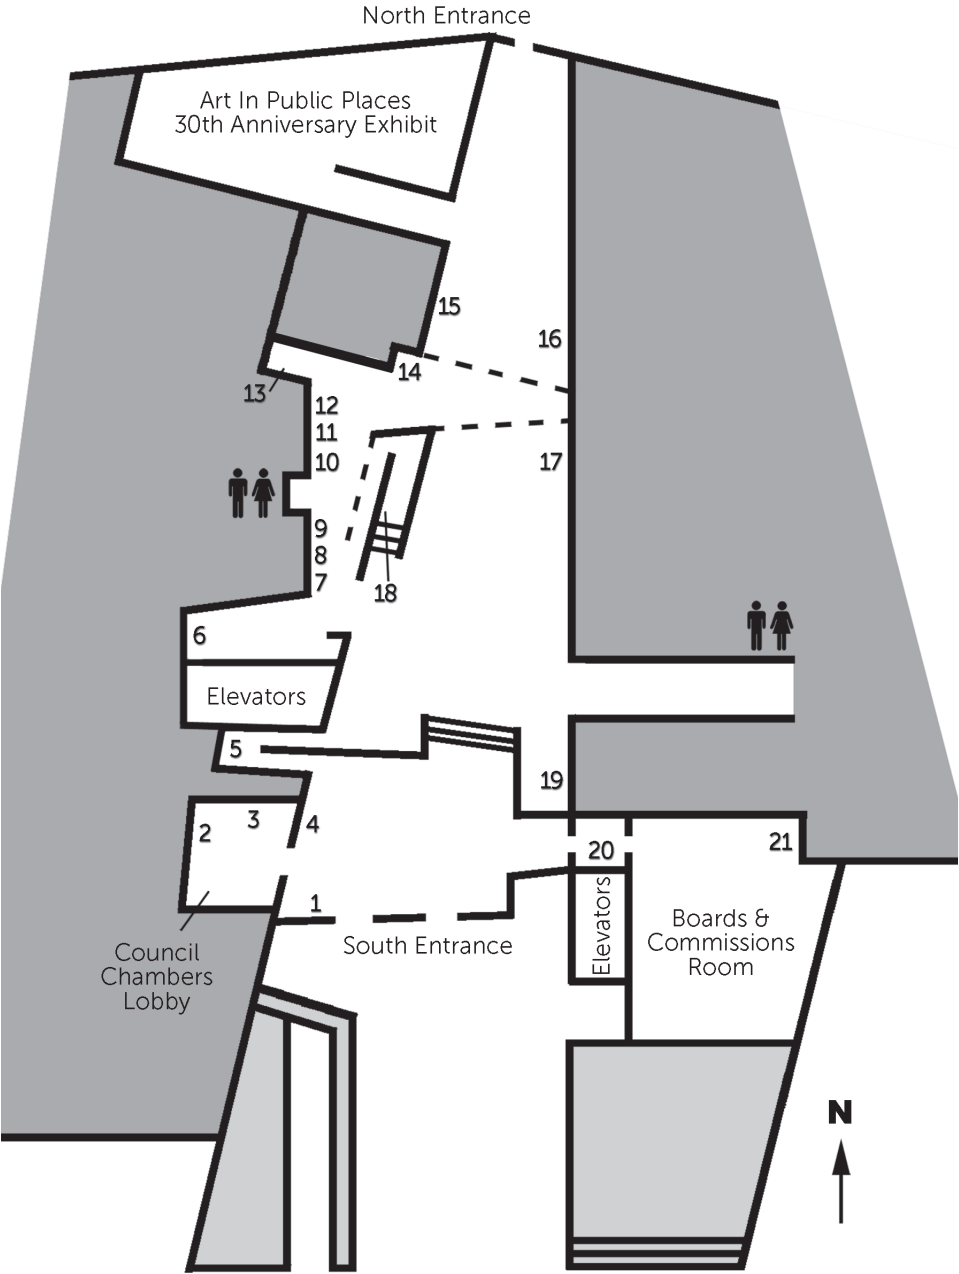 North Entrance
Art In Public Places
30th Anniversary Exhibit
15
16
14
13
12
11
10
17
9
8
7
18
6
Elevators
5
19
3
4
2
21
20
1
Elevators
South Entrance
Boards &
Commissions
Room
Council
Chambers
Lobby
N